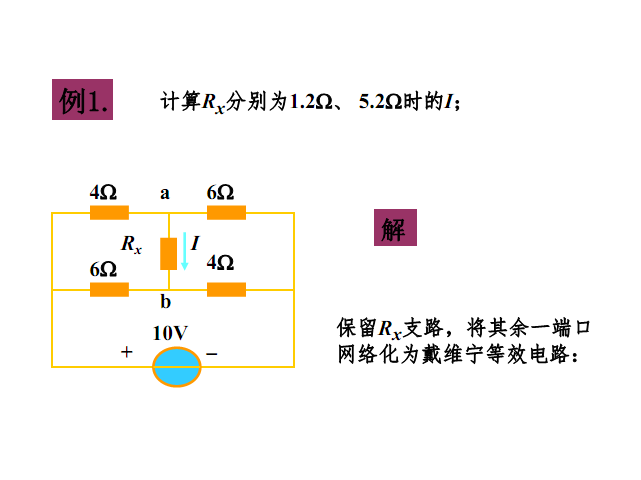 例1.
计算Rx分别为1.2Ω、 5.2Ω时的I;
4Ω a 6Ω
解
Rx I
6Ω 4Ω
b
10V
+ −
保留Rx支路，将其余一端口
网络化为戴维宁等效电路：